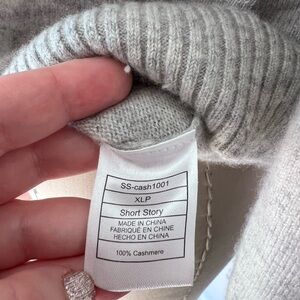 SS-cash1001
XLP
Short Story
MADE IN CHINA
FABRIQUÉ EN CHINE
HECHO EN CHINA
100% Cashmere